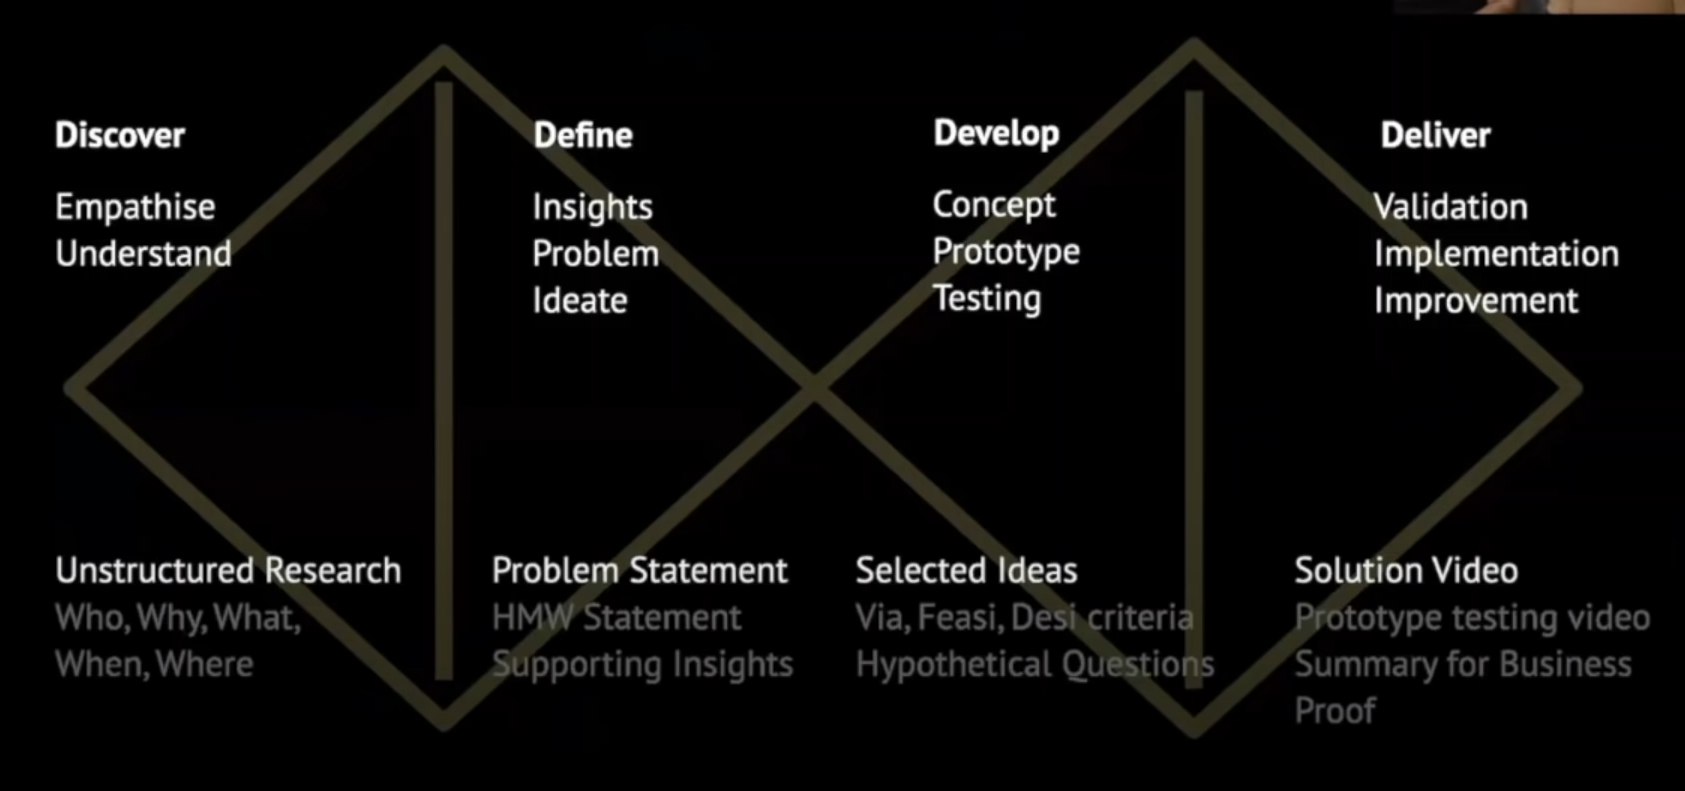 Discover
Empathise
Understand
Define
Insights
Problem
Ideate
Develop
Concept
Prototype
Testing
Deliver
Validation
Implementation
Improvement
Unstructured Research
Who, Why, What,
When, Where
Problem Statement
HMW Statement
Supporting Insights
Selected Ideas
Via, Feasi, Desi criteria
Hypothetical Questions
Solution Video
Prototype testing video
Summary for Business
Proof